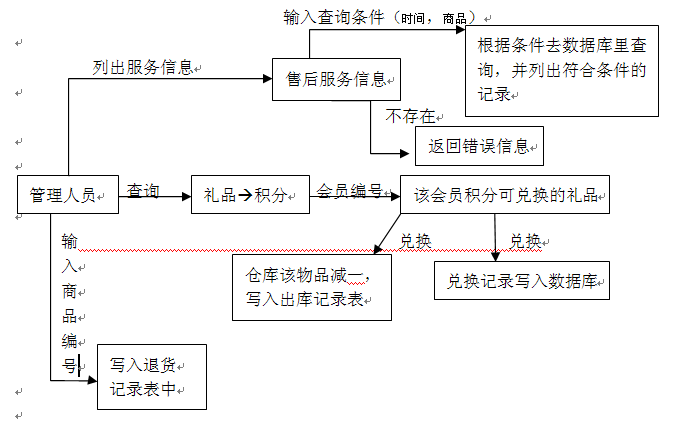 输入查询条件（时间，商品）
根据条件去数据库里查
询，并列出符合条件的
记录
列出服务信息
售后服务信息
不存在
返回错误信息
管理人员
查询
礼品→积分
会员编号
该会员积分可兑换的礼品
输
入
商
品
编
号
兑换
兑换
仓库该物品减一，
写入出库记录表
兑换记录写入数据库
写入退货
记录表中